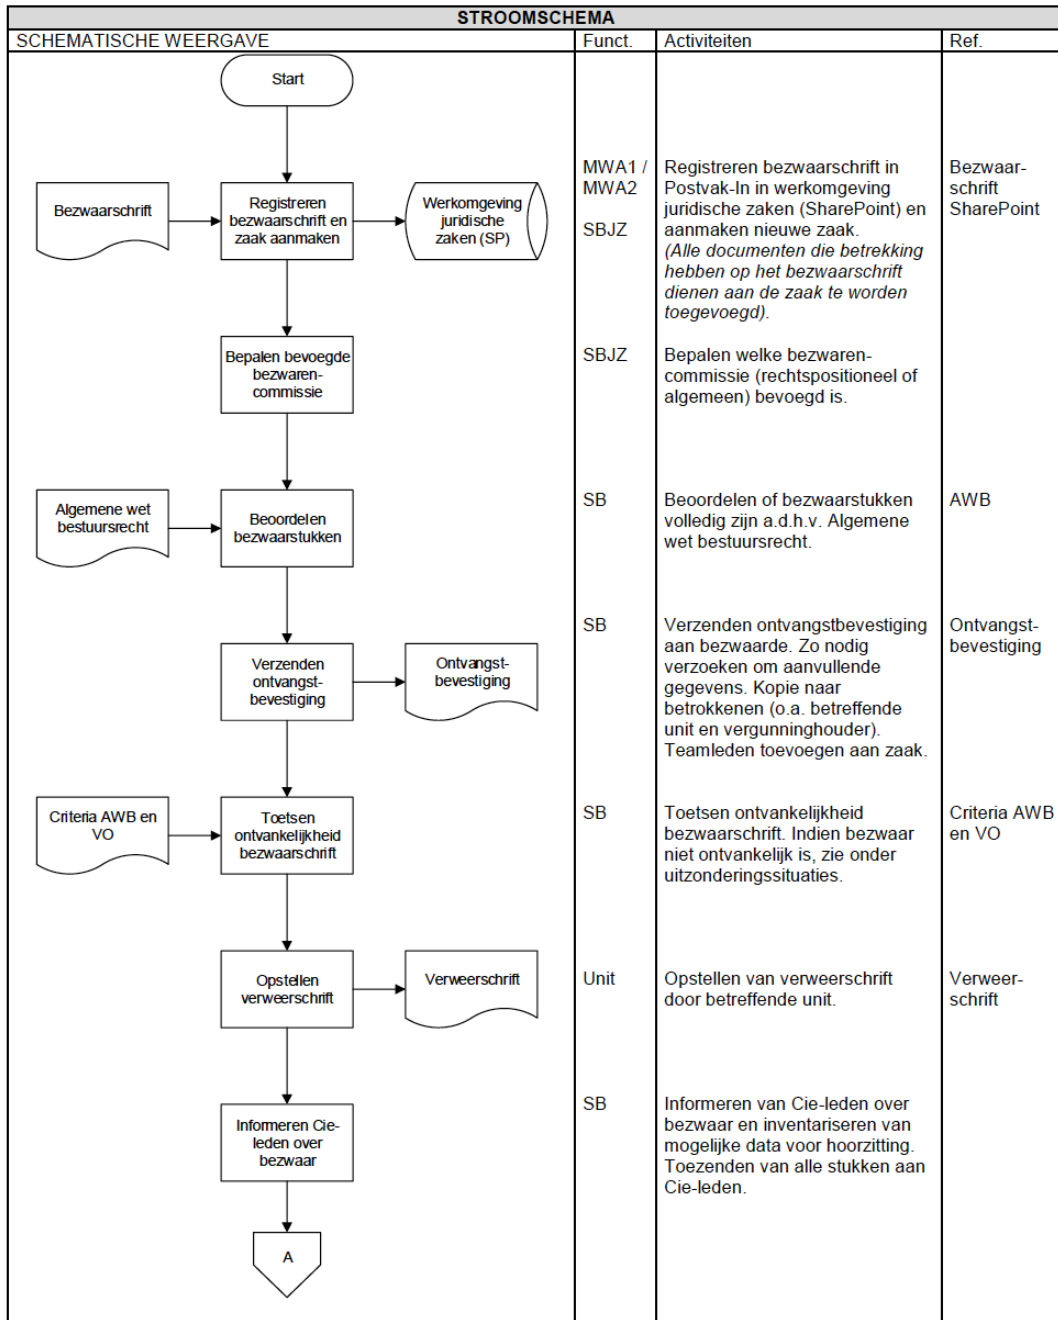 STROOMSCHEMA
SCHEMATISCHE WEERGAVE
Funct.
Activiteiten
Ref.
Start
Bezwaarschrift
Registreren
bezwaarschrift en
zaak aanmaken
Werkomgeving
juridische
zaken (SP)
MWA1 /
MWA2
SBJZ
Registreren bezwaarschrift in
Postvak-In in werkomgeving
juridische zaken (SharePoint) en
aanmaken nieuwe zaak.
(Alle documenten die betrekking
hebben op het bezwaarschrift
dienen aan de zaak te worden
toegevoegd).
Bezwaar-
schrift
SharePoint
Bepalen bevoegde
bezwaren-
commissie
SBJZ
Bepalen welke bezwaren-
commissie (rechtspositioneel of
algemeen) bevoegd is.
Algemene wet
bestuursrecht
Beoordelen
bezwaarstukken
SB
Beoordelen of bezwaarstukken
volledig zijn a.d.h.v. Algemene
wet bestuursrecht.
AWB
Verzenden
ontvangst-
bevestiging
Ontvangst-
bevestiging
SB
Verzenden ontvangstbevestiging
aan bezwaarde. Zo nodig
verzoeken om aanvullende
gegevens. Kopie naar
betrokkenen (o.a. betreffende
unit en vergunninghouder).
Teamleden toevoegen aan zaak.
Ontvangst-
bevestiging
Criteria AWB en
VO
Toetsen
ontvankelijkheid
bezwaarschrift
SB
Toetsen ontvankelijkheid
bezwaarschrift. Indien bezwaar
niet ontvankelijk is, zie onder
uitzonderingssituaties.
Criteria AWB
en VO
Opstellen
verweerschrift
Verweerschrift
Unit
Opstellen van verweerschrift
door betreffende unit.
Verweer-
schrift
Informeren Cie-
leden over
bezwaar
SB
Informeren van Cie-leden over
bezwaar en inventariseren van
mogelijke data voor hoorzitting.
Toezenden van alle stukken aan
Cie-leden.
A